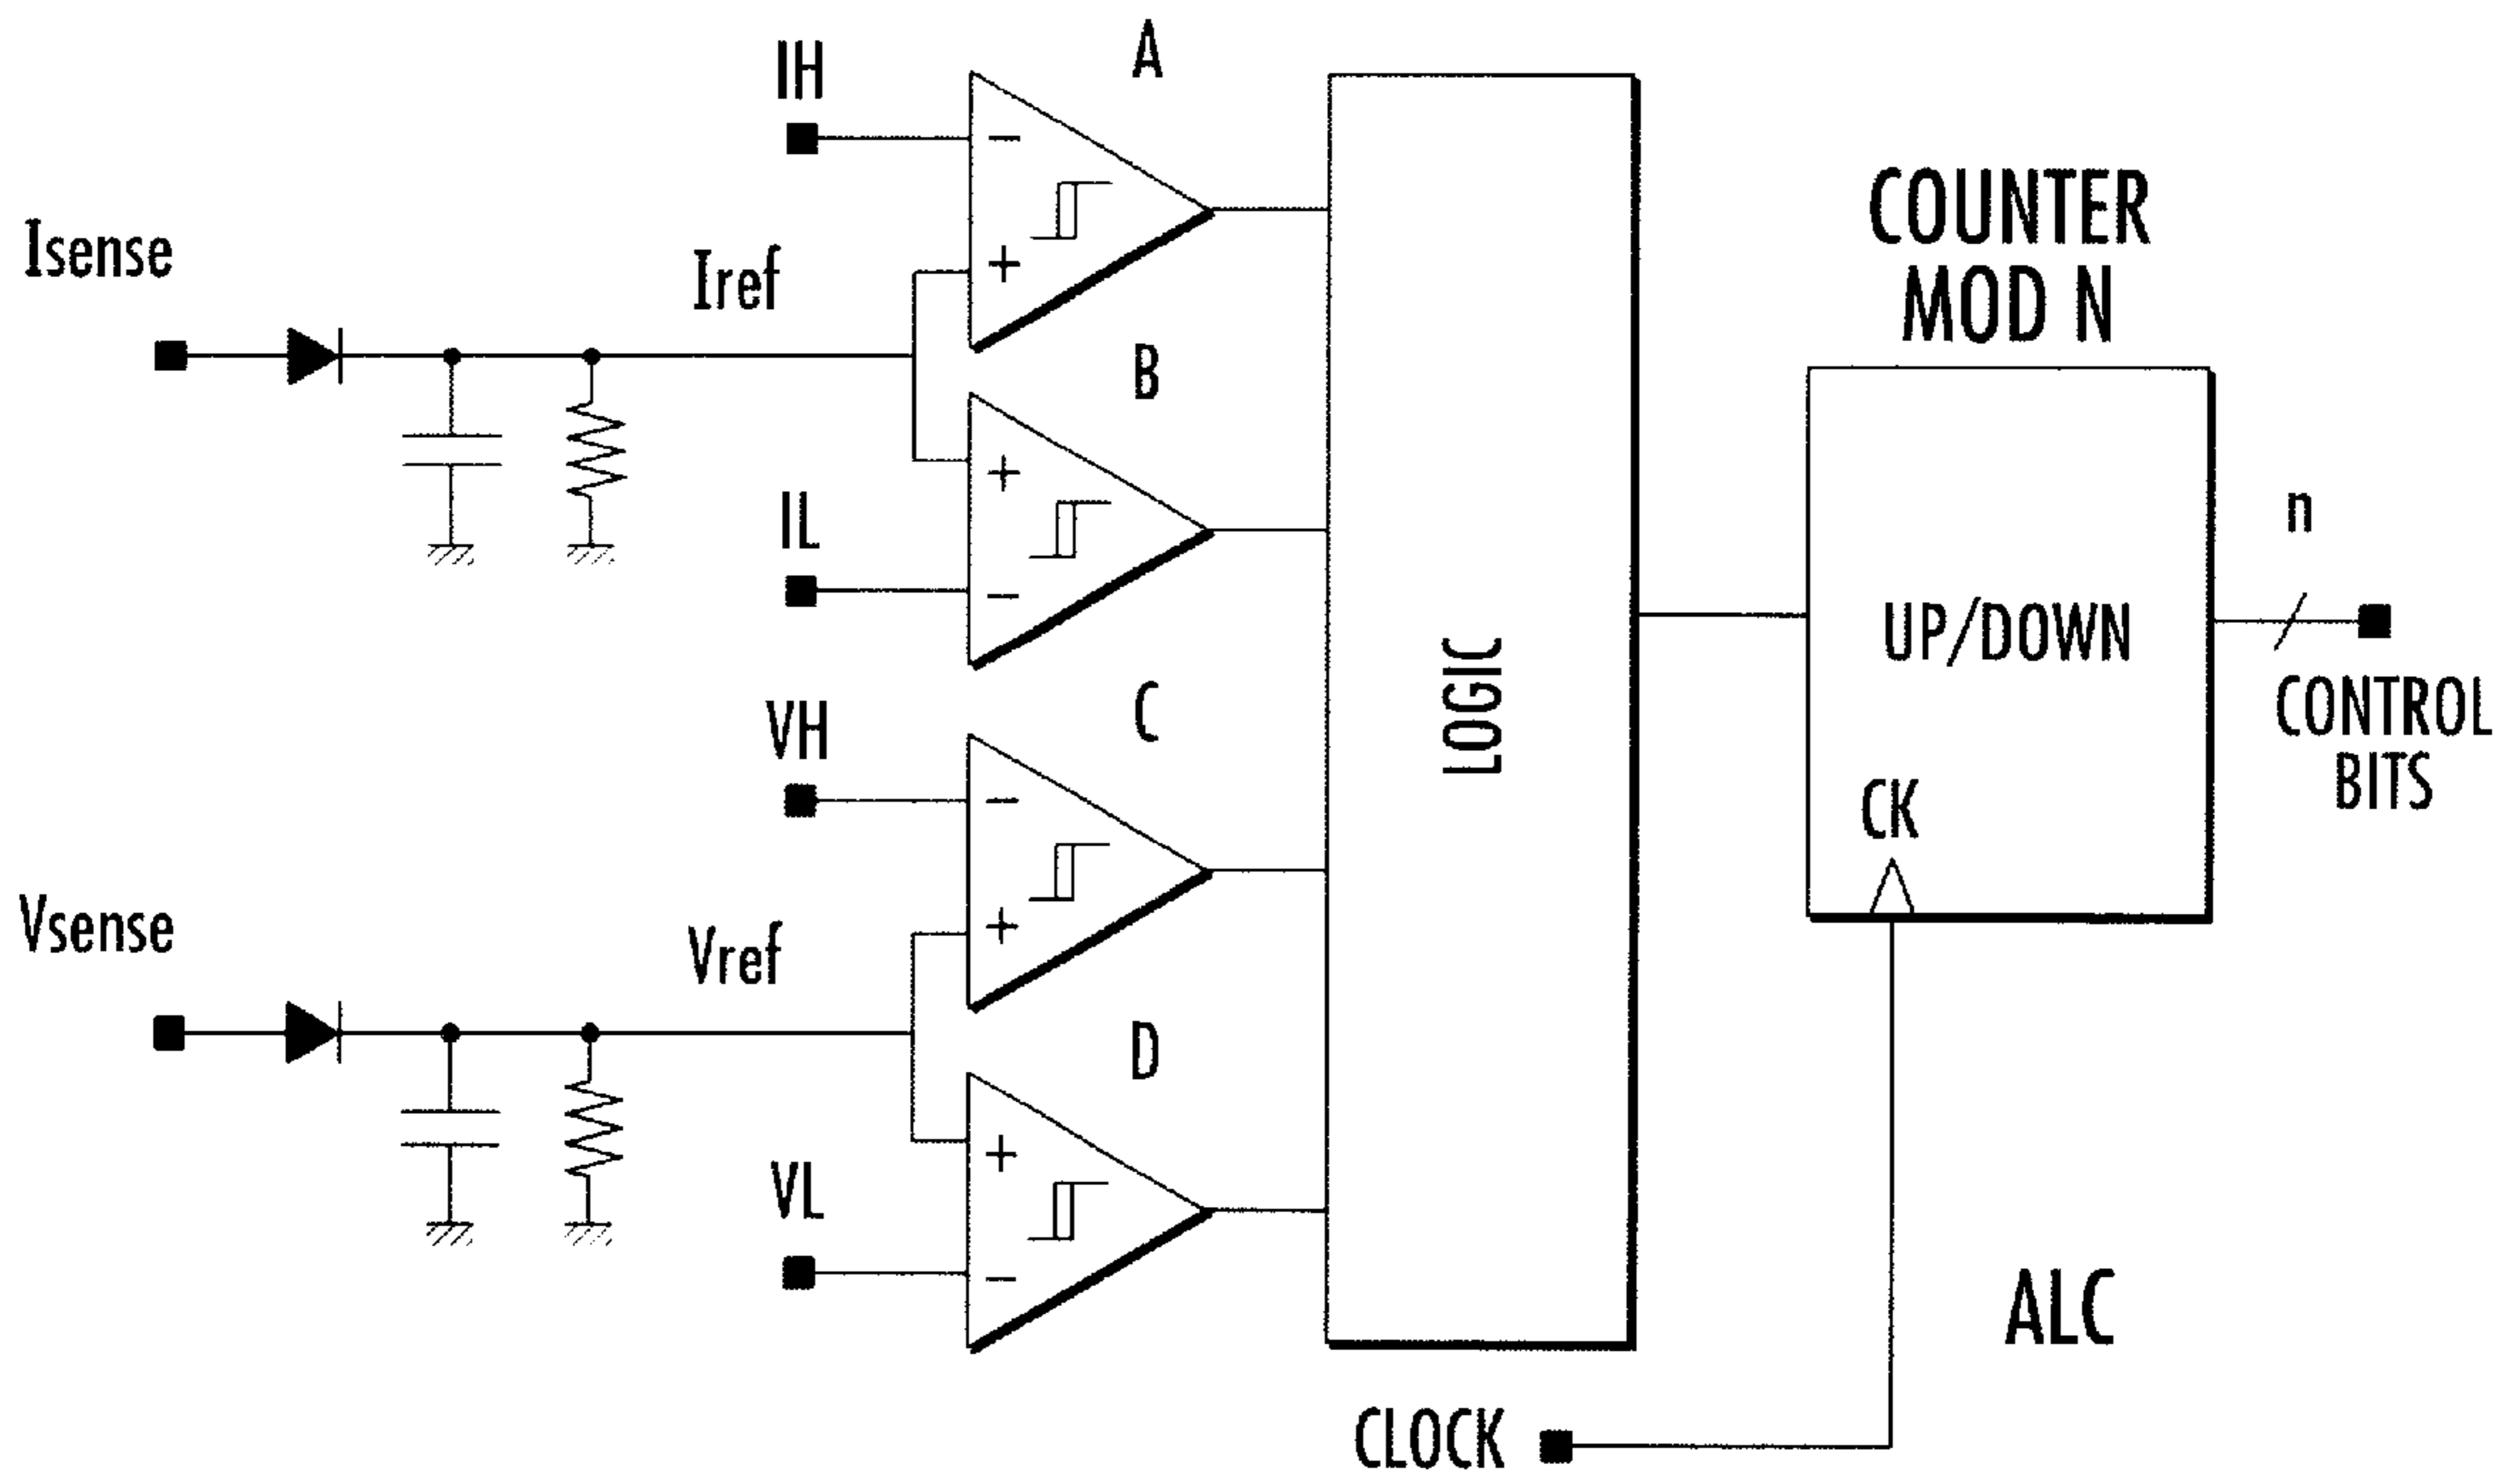 A
IH
−
Isense
Iref
+
COUNTER
MOD N
B
+
IL
−
n
UP/DOWN
LOGIC
CONTROL
BITS
C
VH
−
CK
Vsense
Vref
+
D
+
VL
−
ALC
CLOCK